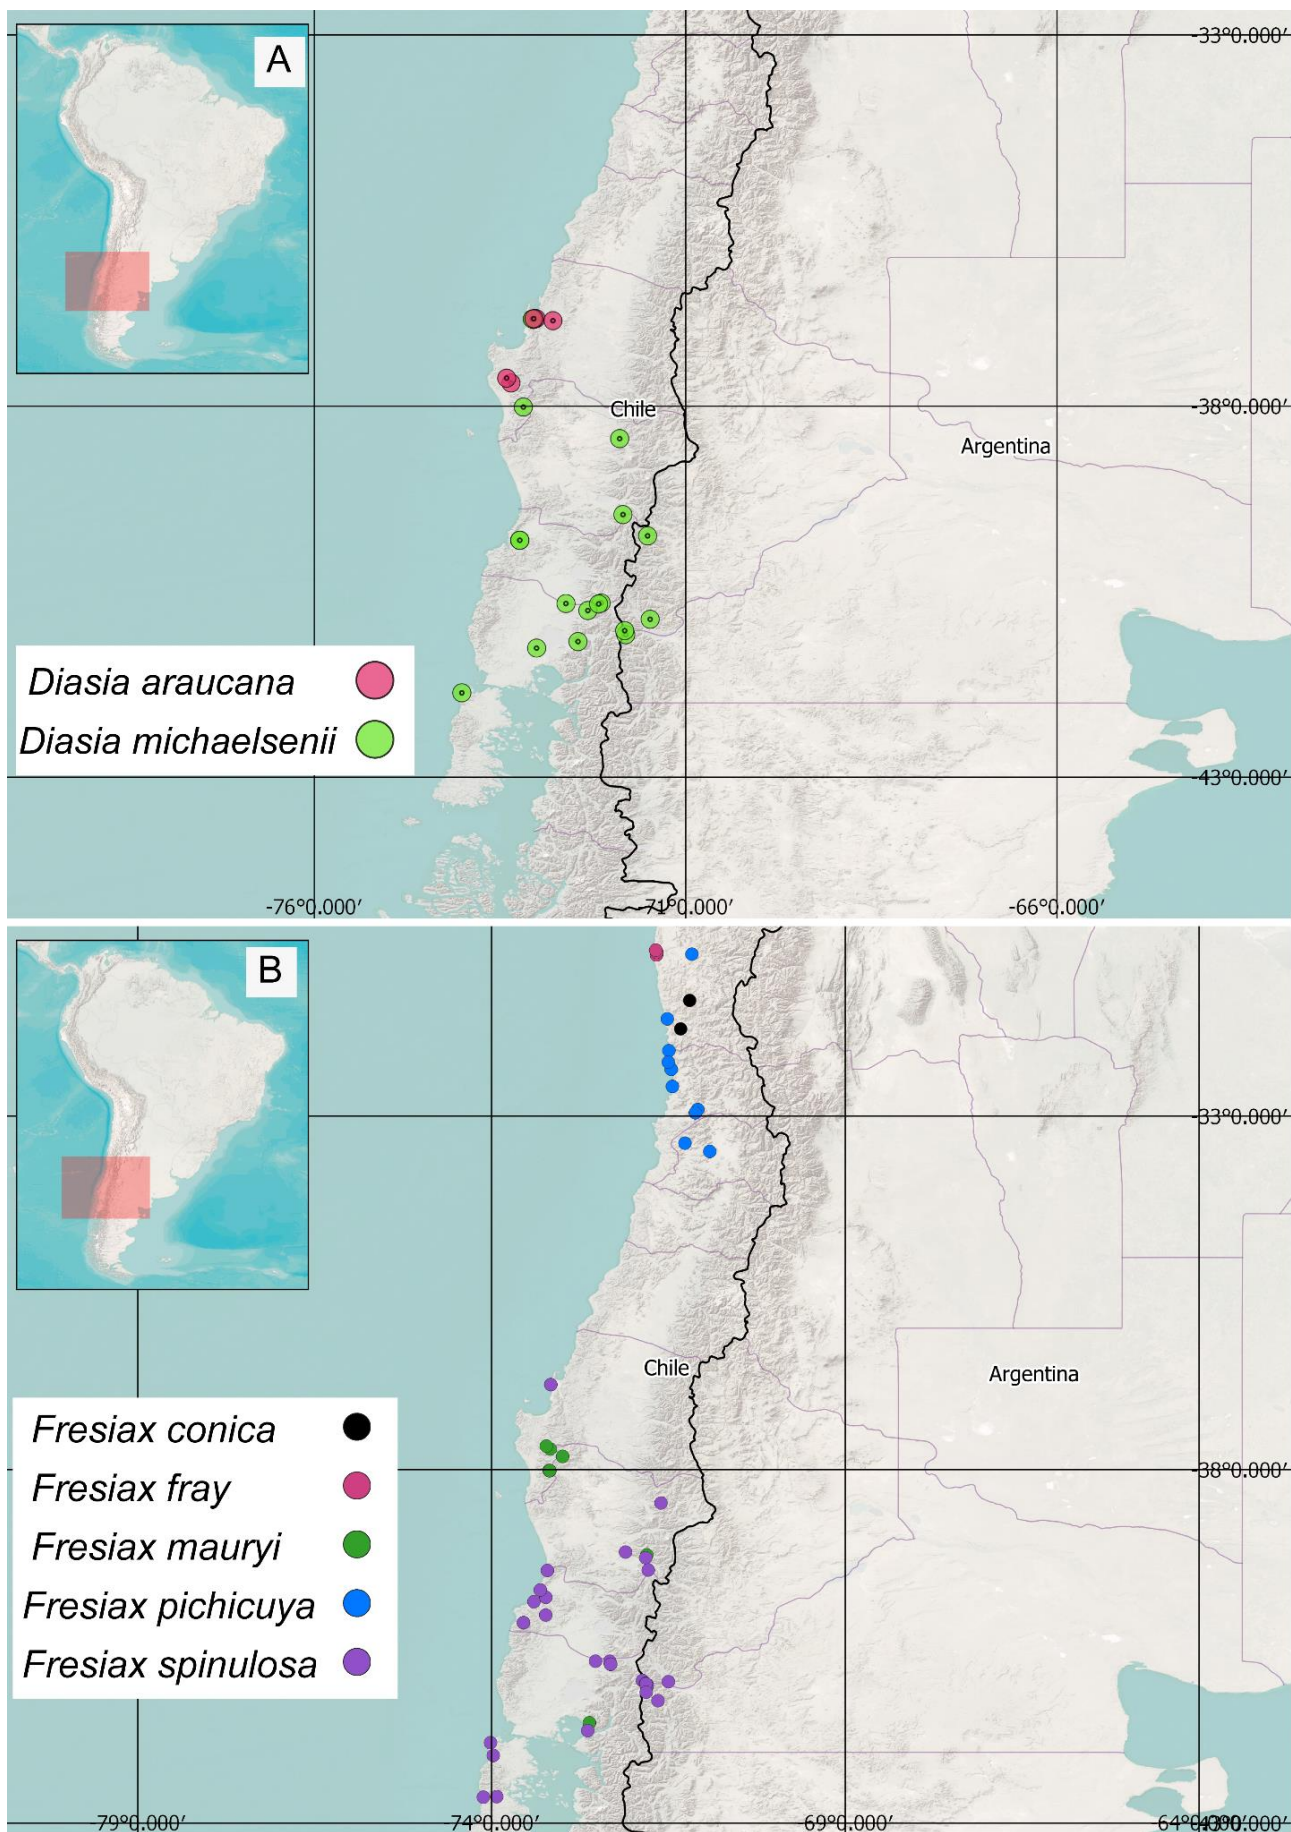 A
-33°0.000′
Chile
-38°0.000′
Argentina
Diasia araucana
Diasia michaelsenii
-43°0.000′
-76°0.000′
-71°0.000′
-66°0.000′
B
-33°0.000′
Chile
Argentina
Fresiax conica
-38°0.000′
Fresiax fray
Fresiax mauryi
Fresiax pichicuya
Fresiax spinulosa
-79°0.000′
-74°0.000′
-69°0.000′